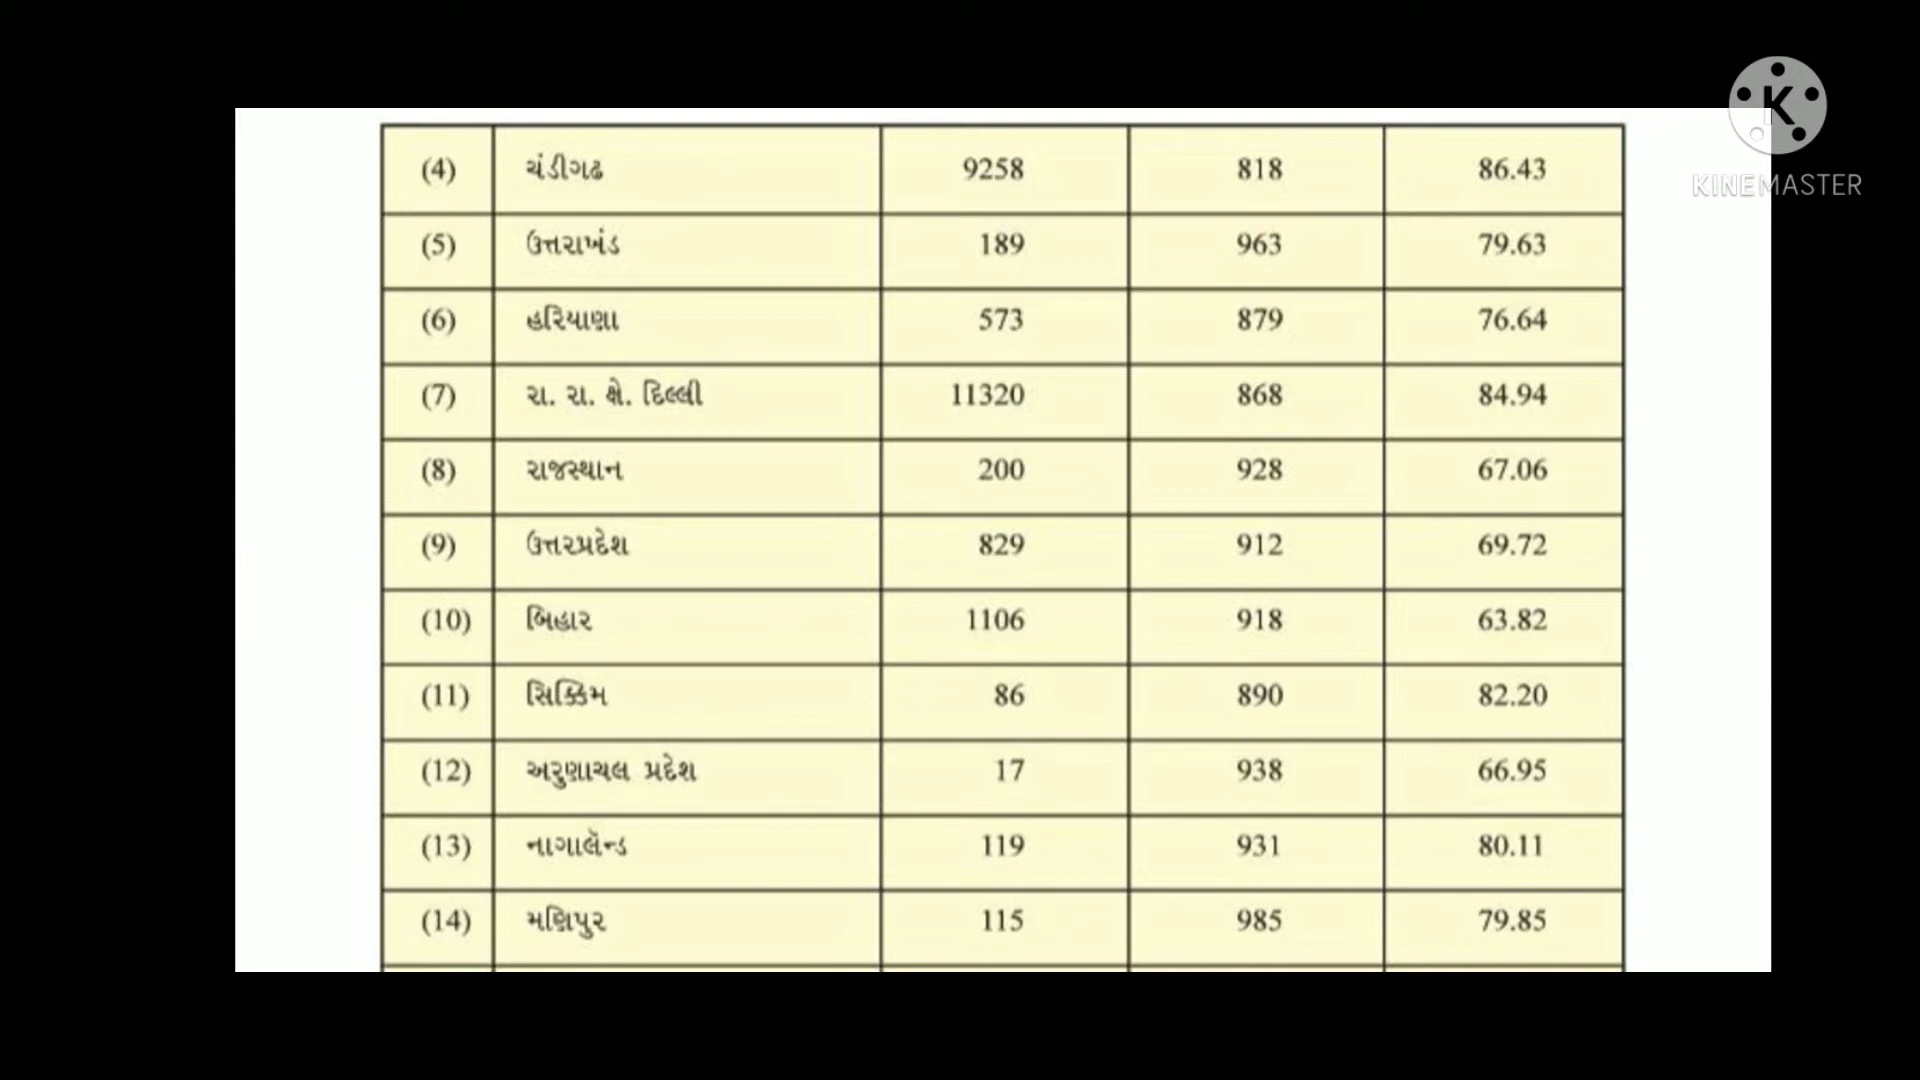 (4) ચંડીગઢ 9258 818 86.43
(5) ઉત્તરાખંડ 189 963 79.63
(6) હરિયાણા 573 879 76.64
(7) રા. રા. ક્ષે. દિલ્લી 11320 868 84.94
(8) રાજસ્થાન 200 928 67.06
(9) ઉત્તરપ્રદેશ 829 912 69.72
(10) બિહાર 1106 918 63.82
(11) સિક્કિમ 86 890 82.20
(12) અરુણાચલ પ્રદેશ 17 938 66.95
(13) નાગાલૅન્ડ 119 931 80.11
(14) મણિપુર 115 985 79.85
K
KINEMASTER